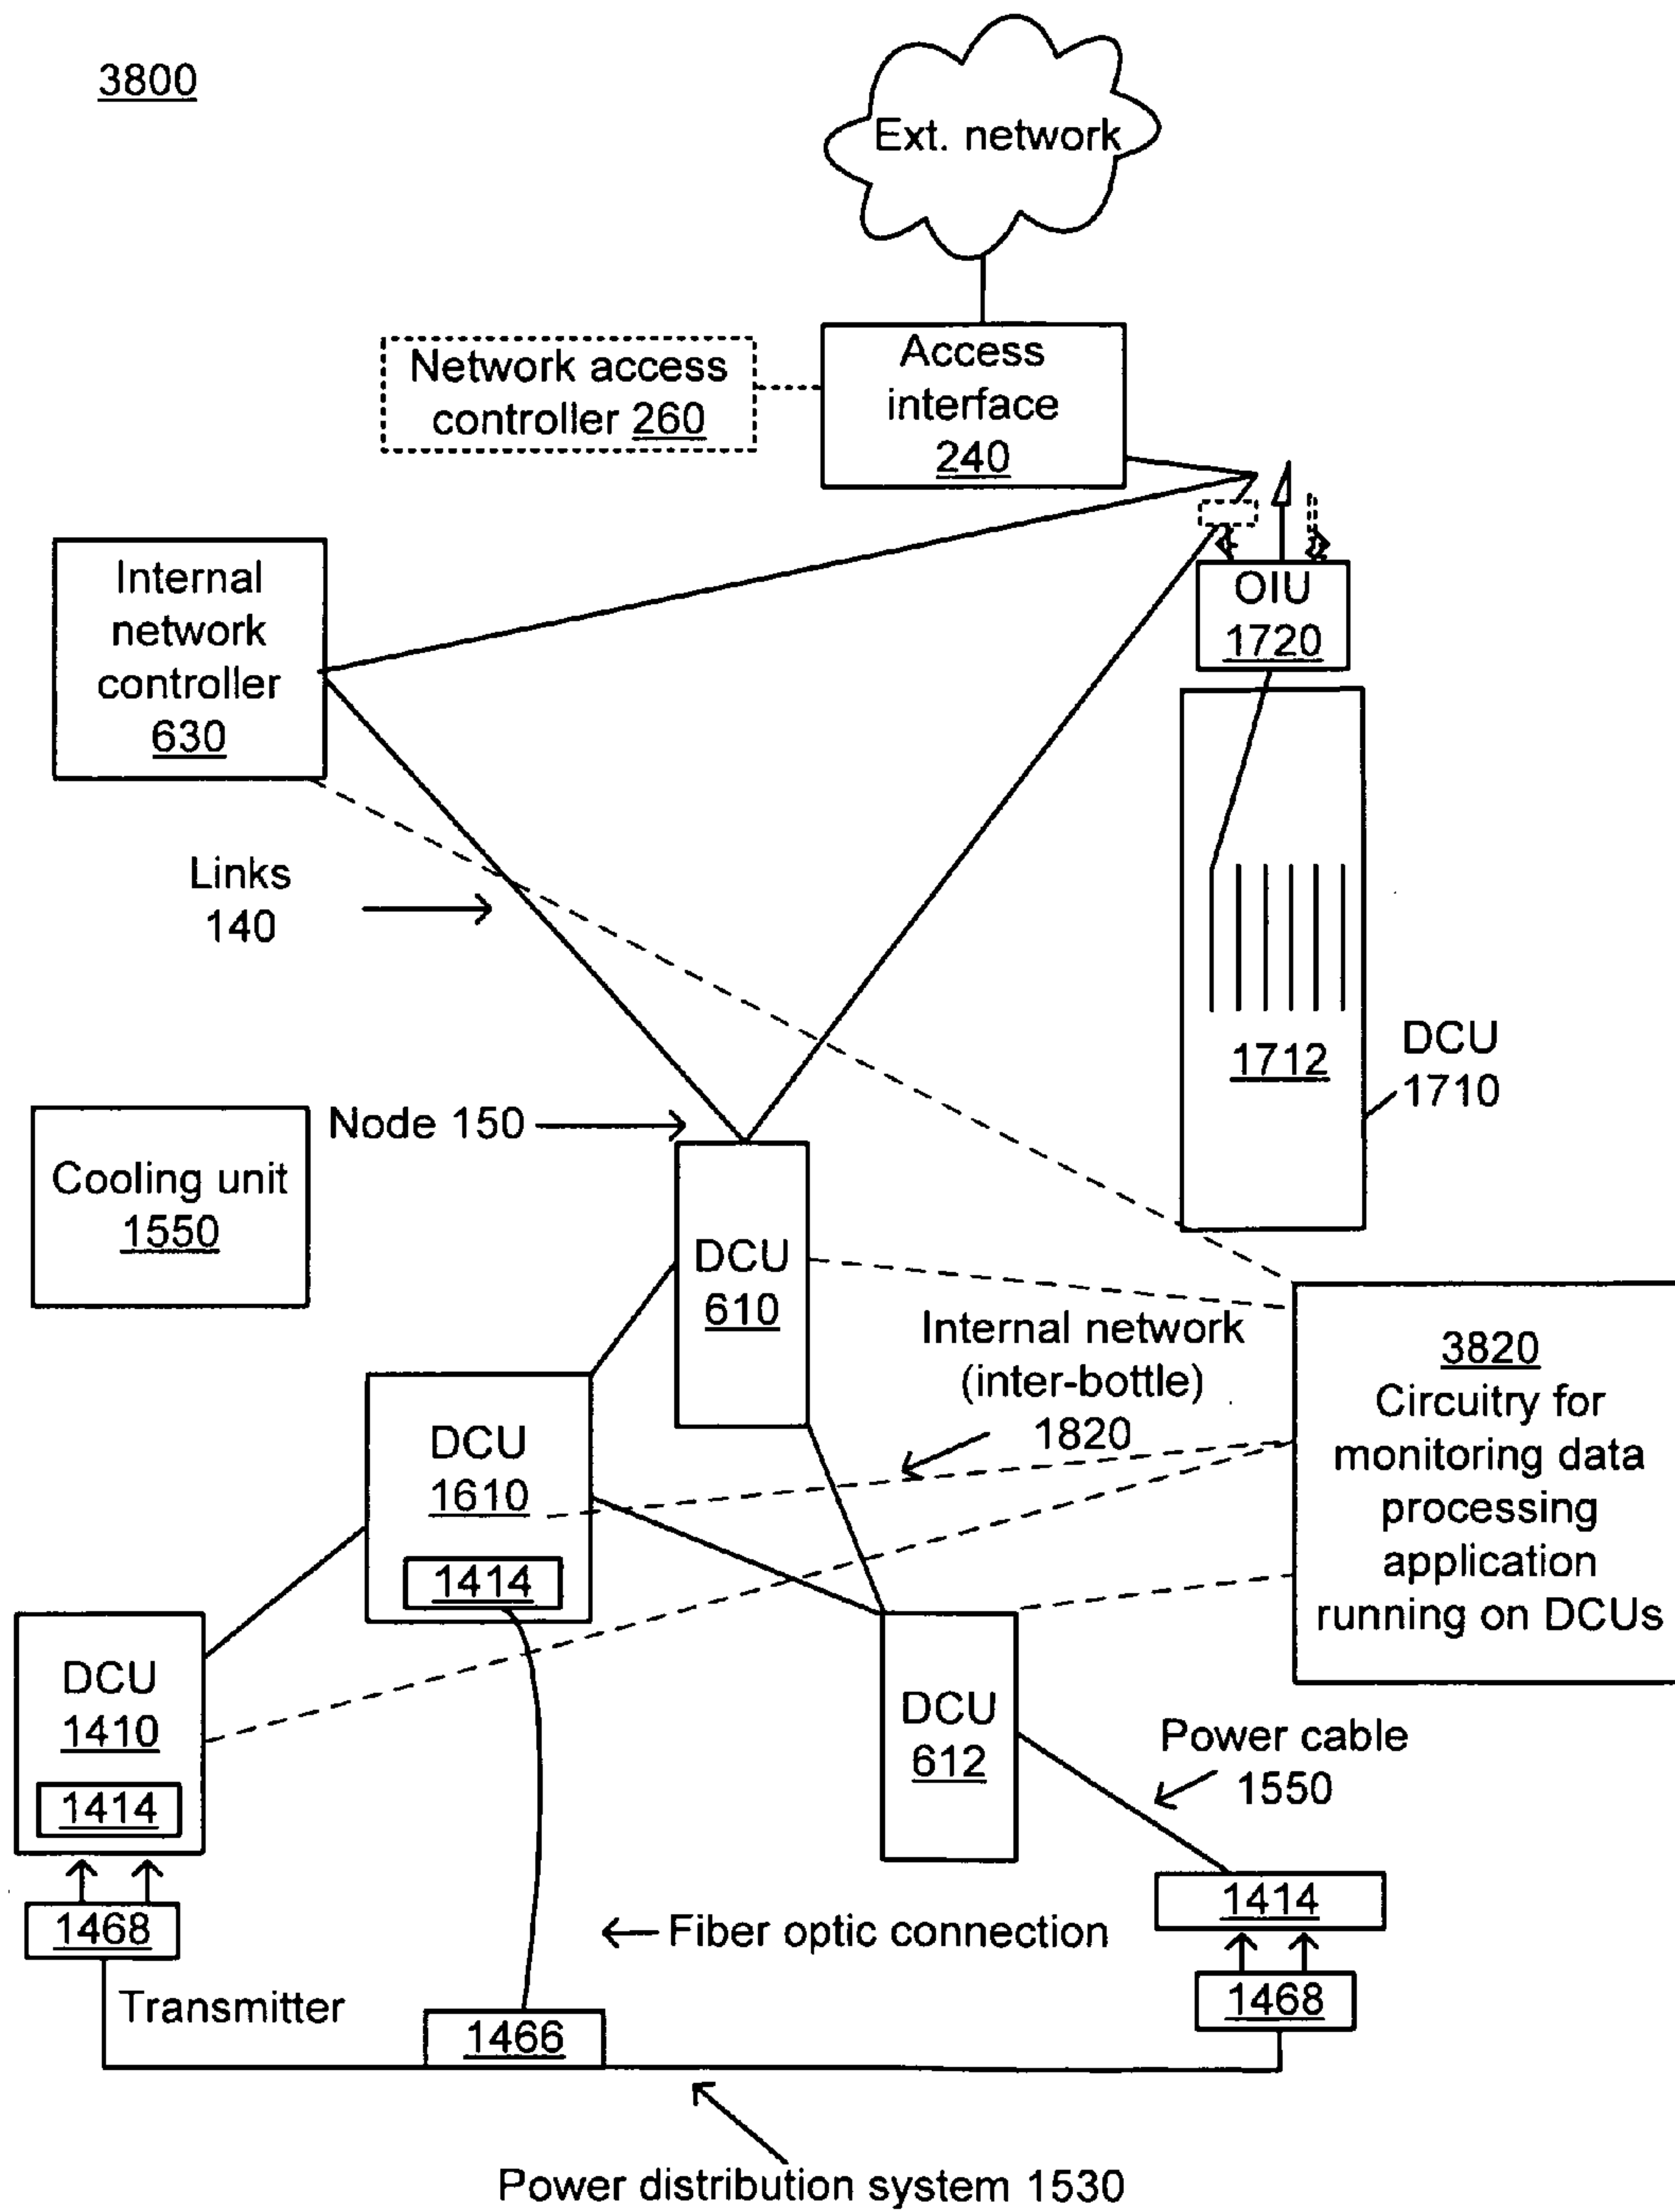 3800
Ext. network
Network access
controller 260
Access
interface
240
Internal
network
controller
630
OIU
1720
Links
140
1712
DCU
1710
Node 150
Cooling unit
1550
DCU
610
Internal network
(inter-bottle)
1820
3820
Circuitry for
monitoring data
processing
application
running on DCUs
DCU
1610
1414
DCU
1410
1414
DCU
612
Power cable
1550
1468
Fiber optic connection
1414
1468
Transmitter
1466
Power distribution system 1530